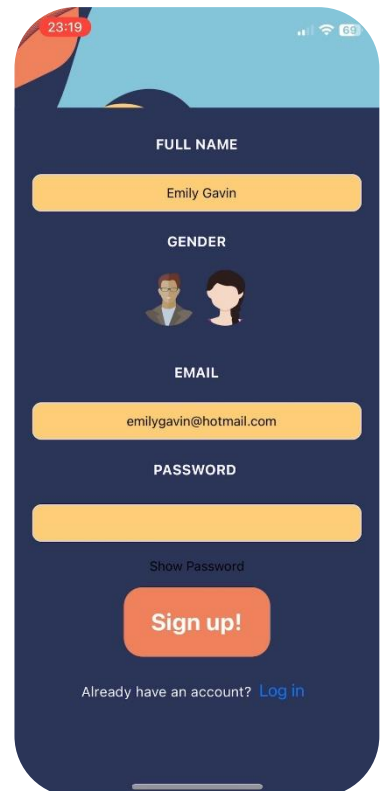 23:19
69
FULL NAME
Emily Gavin
GENDER
EMAIL
emilygavin@hotmail.com
PASSWORD
Show Password
Sign up!
Already have an account? Log in